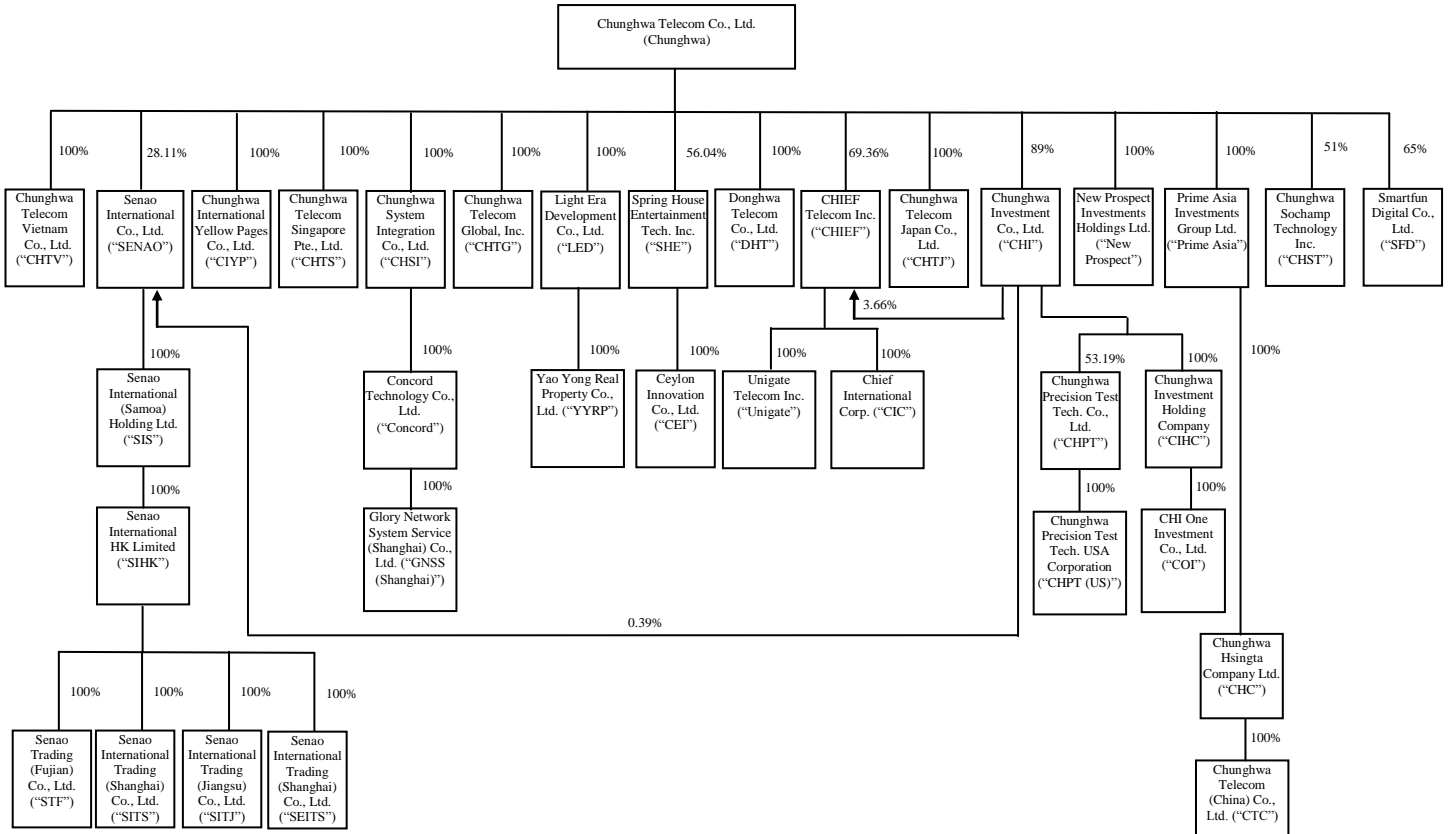 Chunghwa Telecom Co., Ltd.
(Chunghwa)
100%
28.11%
100%
100%
100%
100%
100%
56.04%
100%
69.36%
100%
89%
100%
100%
51%
65%
Chunghwa
Telecom
Vietnam
Co., Ltd.
(“CHTV”)
Senao
International
Co., Ltd.
(“SENAO”)
Chunghwa
International
Yellow Pages
Co., Ltd.
(“CIYP”)
Chunghwa
Telecom
Singapore
Pte., Ltd.
(“CHTS”)
Chunghwa
System
Integration
Co., Ltd.
(“CHSI”)
Chunghwa
Telecom
Global, Inc.
(“CHTG”)
Light Era
Development
Co., Ltd.
(“LED”)
Spring House
Entertainment
Tech. Inc.
(“SHE”)
Donghwa
Telecom
Co., Ltd.
(“DHT”)
CHIEF
Telecom Inc.
(“CHIEF”)
Chunghwa
Telecom
Japan Co.,
Ltd.
(“CHTJ”)
Chunghwa
Investment
Co., Ltd.
(“CHI”)
New Prospect
Investments
Holdings Ltd.
(“New
Prospect”)
Prime Asia
Investments
Group Ltd.
(“Prime Asia”)
Chunghwa
Sochamp
Technology
Inc.
(“CHST”)
Smartfun
Digital Co.,
Ltd.
(“SFD”)
3.66%
100%
100%
100%
100%
100%
100%
53.19%
100%
100%
Senao
International
(Samoa)
Holding Ltd.
(“SIS”)
Concord
Technology Co.,
Ltd.
(“Concord”)
Yao Yong Real
Property Co.,
Ltd. (“YYRP”)
Ceylon
Innovation
Co., Ltd.
(“CEI”)
Unigate
Telecom Inc.
(“Unigate”)
Chief
International
Corp. (“CIC”)
Chunghwa
Precision Test
Tech. Co.,
Ltd.
(“CHPT”)
Chunghwa
Investment
Holding
Company
(“CIHC”)
100%
100%
100%
100%
Senao
International
HK Limited
(“SIHK”)
Glory Network
System Service
(Shanghai) Co.,
Ltd. (“GNSS
(Shanghai)”)
Chunghwa
Precision Test
Tech. USA
Corporation
(“CHPT (US)”)
CHI One
Investment
Co., Ltd.
(“COI”)
0.39%
Chunghwa
Hsingta
Company Ltd.
(“CHC”)
100%
100%
100%
100%
100%
Senao
Trading
(Fujian)
Co., Ltd.
(“STF”)
Senao
International
Trading
(Shanghai)
Co., Ltd.
(“SITS”)
Senao
International
Trading
(Jiangsu)
Co., Ltd.
(“SITJ”)
Senao
International
Trading
(Shanghai)
Co., Ltd.
(“SEITS”)
Chunghwa
Telecom
(China) Co.,
Ltd. (“CTC”)